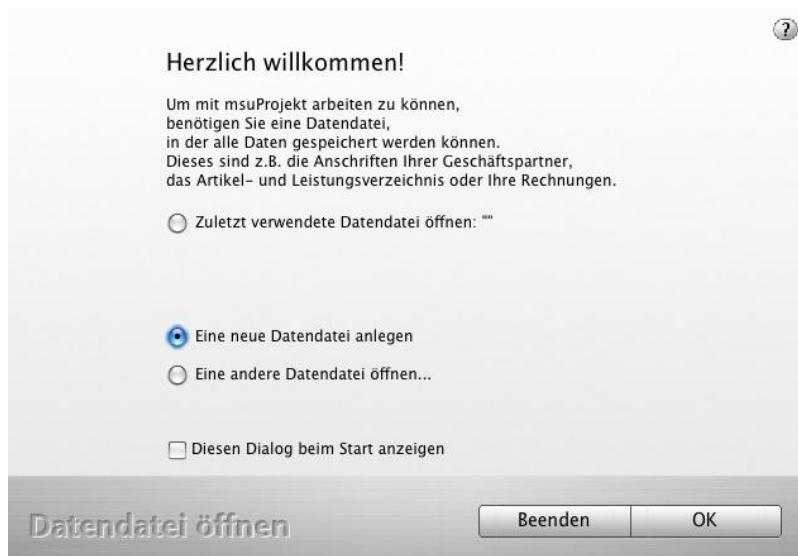 ?
Herzlich willkommen!
Um mit msuProjekt arbeiten zu können,
benötigen Sie eine Datendatei,
in der alle Daten gespeichert werden können.
Dieses sind z.B. die Anschriften Ihrer Geschäftspartner,
das Artikel- und Leistungsverzeichnis oder Ihre Rechnungen.
Zuletzt verwendete Datendatei öffnen: ""
Eine neue Datendatei anlegen
Eine andere Datendatei öffnen...
Diesen Dialog beim Start anzeigen
Datendatei öffnen
Beenden OK